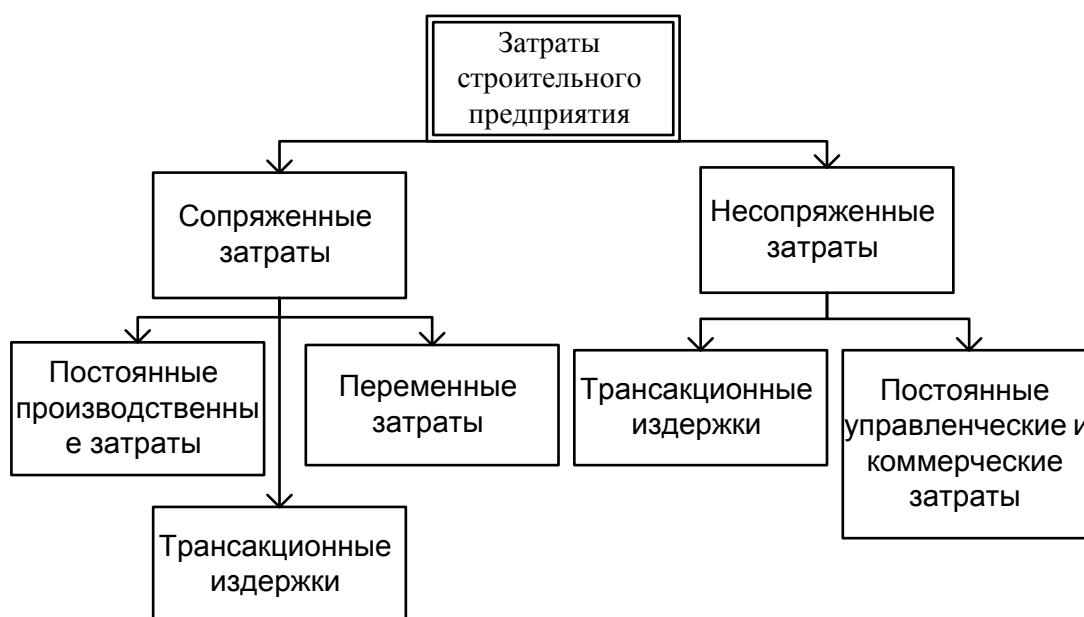 Затраты
строительного
предприятия
Сопряженные
затраты
Несопряженные
затраты
Постоянные
производственны
е затраты
Переменные
затраты
Трансакционные
издержки
Постоянные
управленческие и
коммерческие
затраты
Трансакционные
издержки